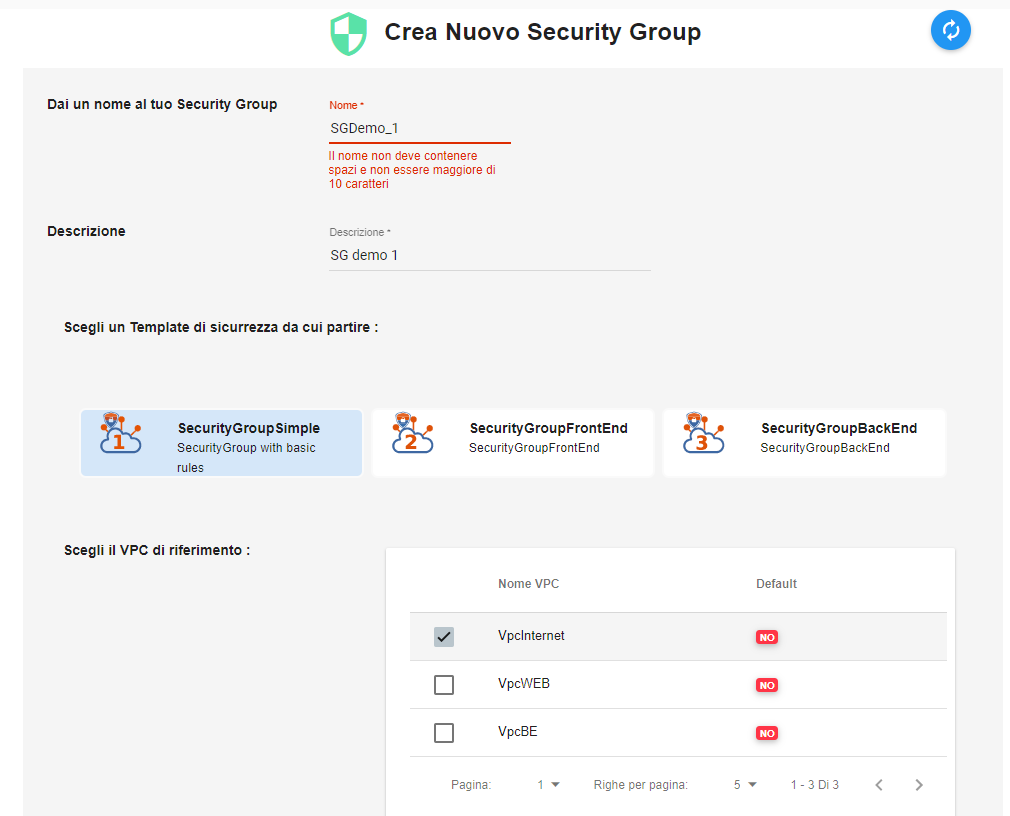 Crea Nuovo Security Group
Dai un nome al tuo Security Group
Nome *
SGDemo_1
Il nome non deve contenere
spazi e non essere maggiore di
10 caratteri
Descrizione
Descrizione *
SG demo 1
Scegli un Template di sicurrezza da cui partire :
1
SecurityGroupSimple
SecurityGroup with basic
rules
2
SecurityGroupFrontEnd
SecurityGroupFrontEnd
3
SecurityGroupBackEnd
SecurityGroupBackEnd
Scegli il VPC di riferimento :
Nome VPC Default
VpcInternet NO
VpcWEB NO
VpcBE NO
Pagina: 1 Righe per pagina: 5 1 - 3 Di 3